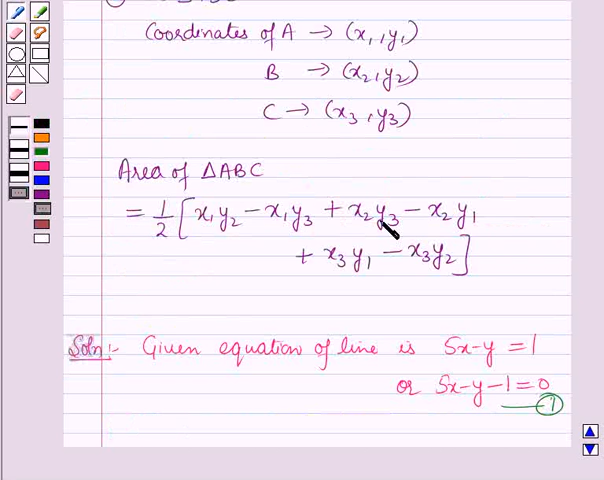 Coordinates of A → (x₁, y₁)
B → (x₂, y₂)
C → (x₃, y₃)
Area of △ABC
= 1/2 [x₁y₂ - x₁y₃ + x₂y₃ - x₂y₁
+ x₃y₁ - x₃y₂]
Soln:- Given equation of line is 5x-y=1
or 5x-y-1=0
①